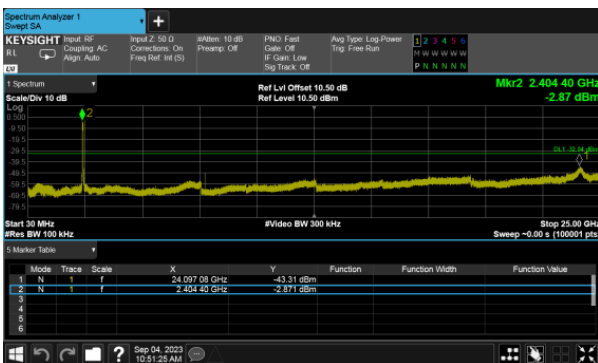 Spectrum Analyzer 1
Swept SA
+
KEYSIGHT Input: RF Input Z: 50 Ω #Atten: 10 dB PNO: Fast Avg Type: Log-Power 1 2 3 4 5 6
RL Coupling: AC Corrections: On Preamp: Off Gate: Off Trig: Free Run M W W W W W
Align: Auto Freq Ref: Int (S) IF Gain: Low
Sig Track: Off P N N N N N
1 Spectrum Ref Lvl Offset 10.50 dB Mkr2 2.404 40 GHz
Scale/Div 10 dB Ref Level 10.50 dBm -2.87 dBm
Log
0.500 2
-9.50
-19.5
-29.5 DL1 -32.84 dBm
-39.5 1
-49.5
-59.5
-69.5
-79.5
Start 30 MHz #Video BW 300 kHz Stop 25.00 GHz
#Res BW 100 kHz Sweep ~0.00 s (100001 pts)
5 Marker Table
Mode Trace Scale X Y Function Function Width Function Value
1 N 1 f 24.097 08 GHz -43.31 dBm
2 N 1 f 2.404 40 GHz -2.871 dBm
3
4
5
6
? Sep 04, 2023
10:51:25 AM